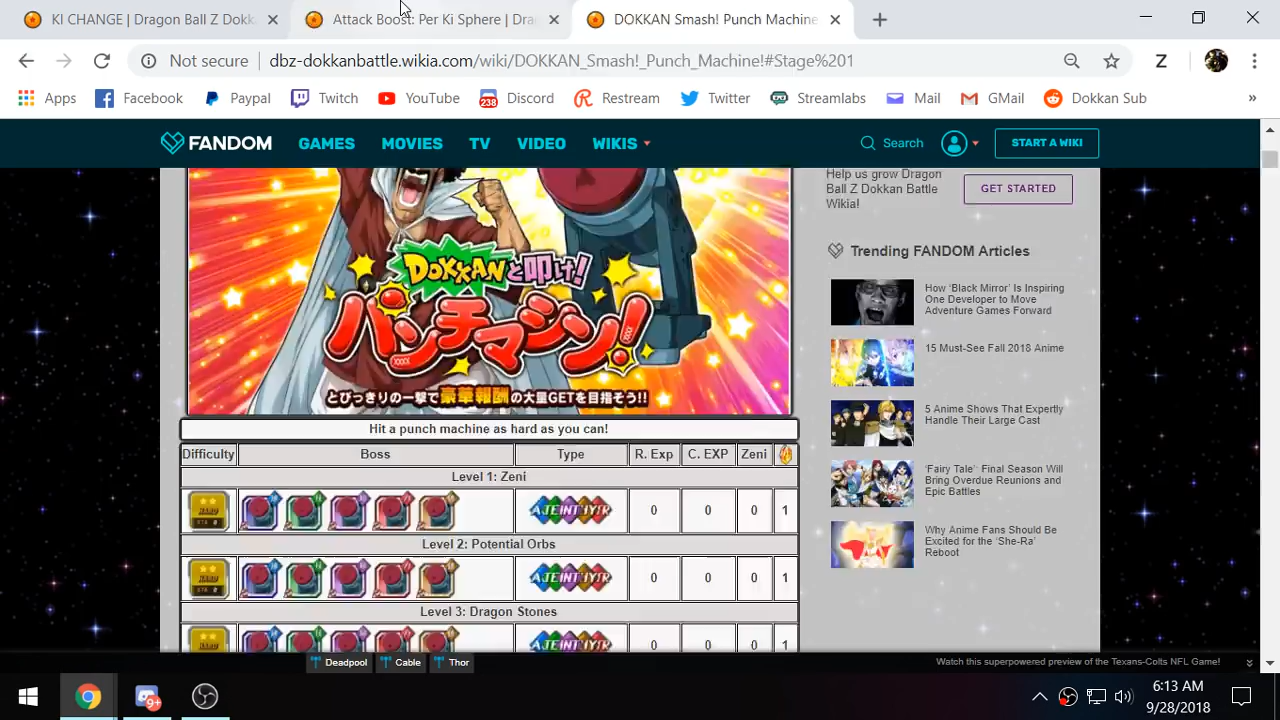 KI CHANGE | Dragon Ball Z Dokk
Attack Boost: Per Ki Sphere | Dra
DOKKAN Smash! Punch Machine
Not secure
dbz-dokkanbattle.wikia.com/wiki/DOKKAN_Smash!_Punch_Machine!#Stage%201
Z
Apps
Facebook
Paypal
Twitch
YouTube
238
Discord
Restream
Twitter
Streamlabs
Mail
GMail
Dokkan Sub
»
FANDOM
GAMES
MOVIES
TV
VIDEO
WIKIS
Search
START A WIKI
Help us grow Dragon
Ball Z Dokkan Battle
Wikia!
GET STARTED
DOKKANと叩け!
パンチマシン!
とびっきりの一撃で豪華報酬の大量GETを目指そう!!
Trending FANDOM Articles
How ‘Black Mirror’ Is Inspiring
One Developer to Move
Adventure Games Forward
15 Must-See Fall 2018 Anime
5 Anime Shows That Expertly
Handle Their Large Cast
‘Fairy Tale’: Final Season Will
Bring Overdue Reunions and
Epic Battles
Why Anime Fans Should Be
Excited for the ‘She-Ra’
Reboot
Hit a punch machine as hard as you can!
Difficulty Boss Type R. Exp C. EXP Zeni
Level 1: Zeni
HARD
0 0 0 1
Level 2: Potential Orbs
HARD
0 0 0 1
Level 3: Dragon Stones
HARD
0 0 0 1
Deadpool
Cable
Thor
Watch this superpowered preview of the Texans-Colts NFL Game!
9+
6:13 AM
9/28/2018